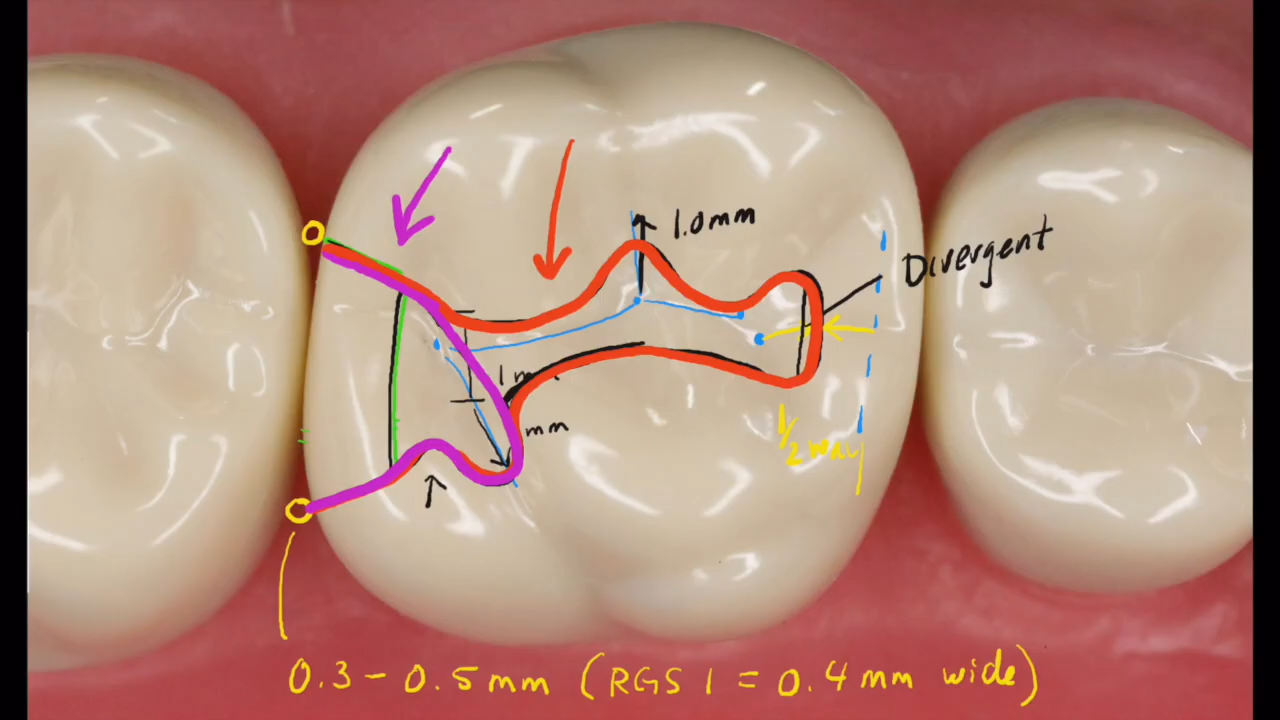 1.0mm
Divergent
1mm
mm
1/2 way
0.3 - 0.5mm (RGS 1 = 0.4mm wide)